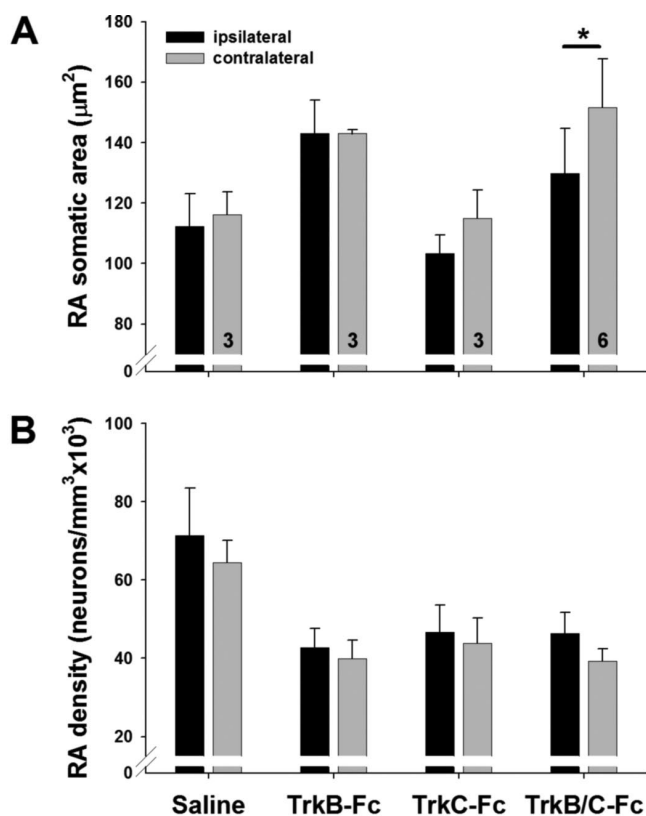 A
ipsilateral
contralateral
*
RA somatic area (μm²)
180
160
140
120
100
80
0
3
3
3
6
B
RA density (neurons/mm³x10³)
100
80
60
40
20
0
Saline TrkB-Fc TrkC-Fc TrkB/C-Fc